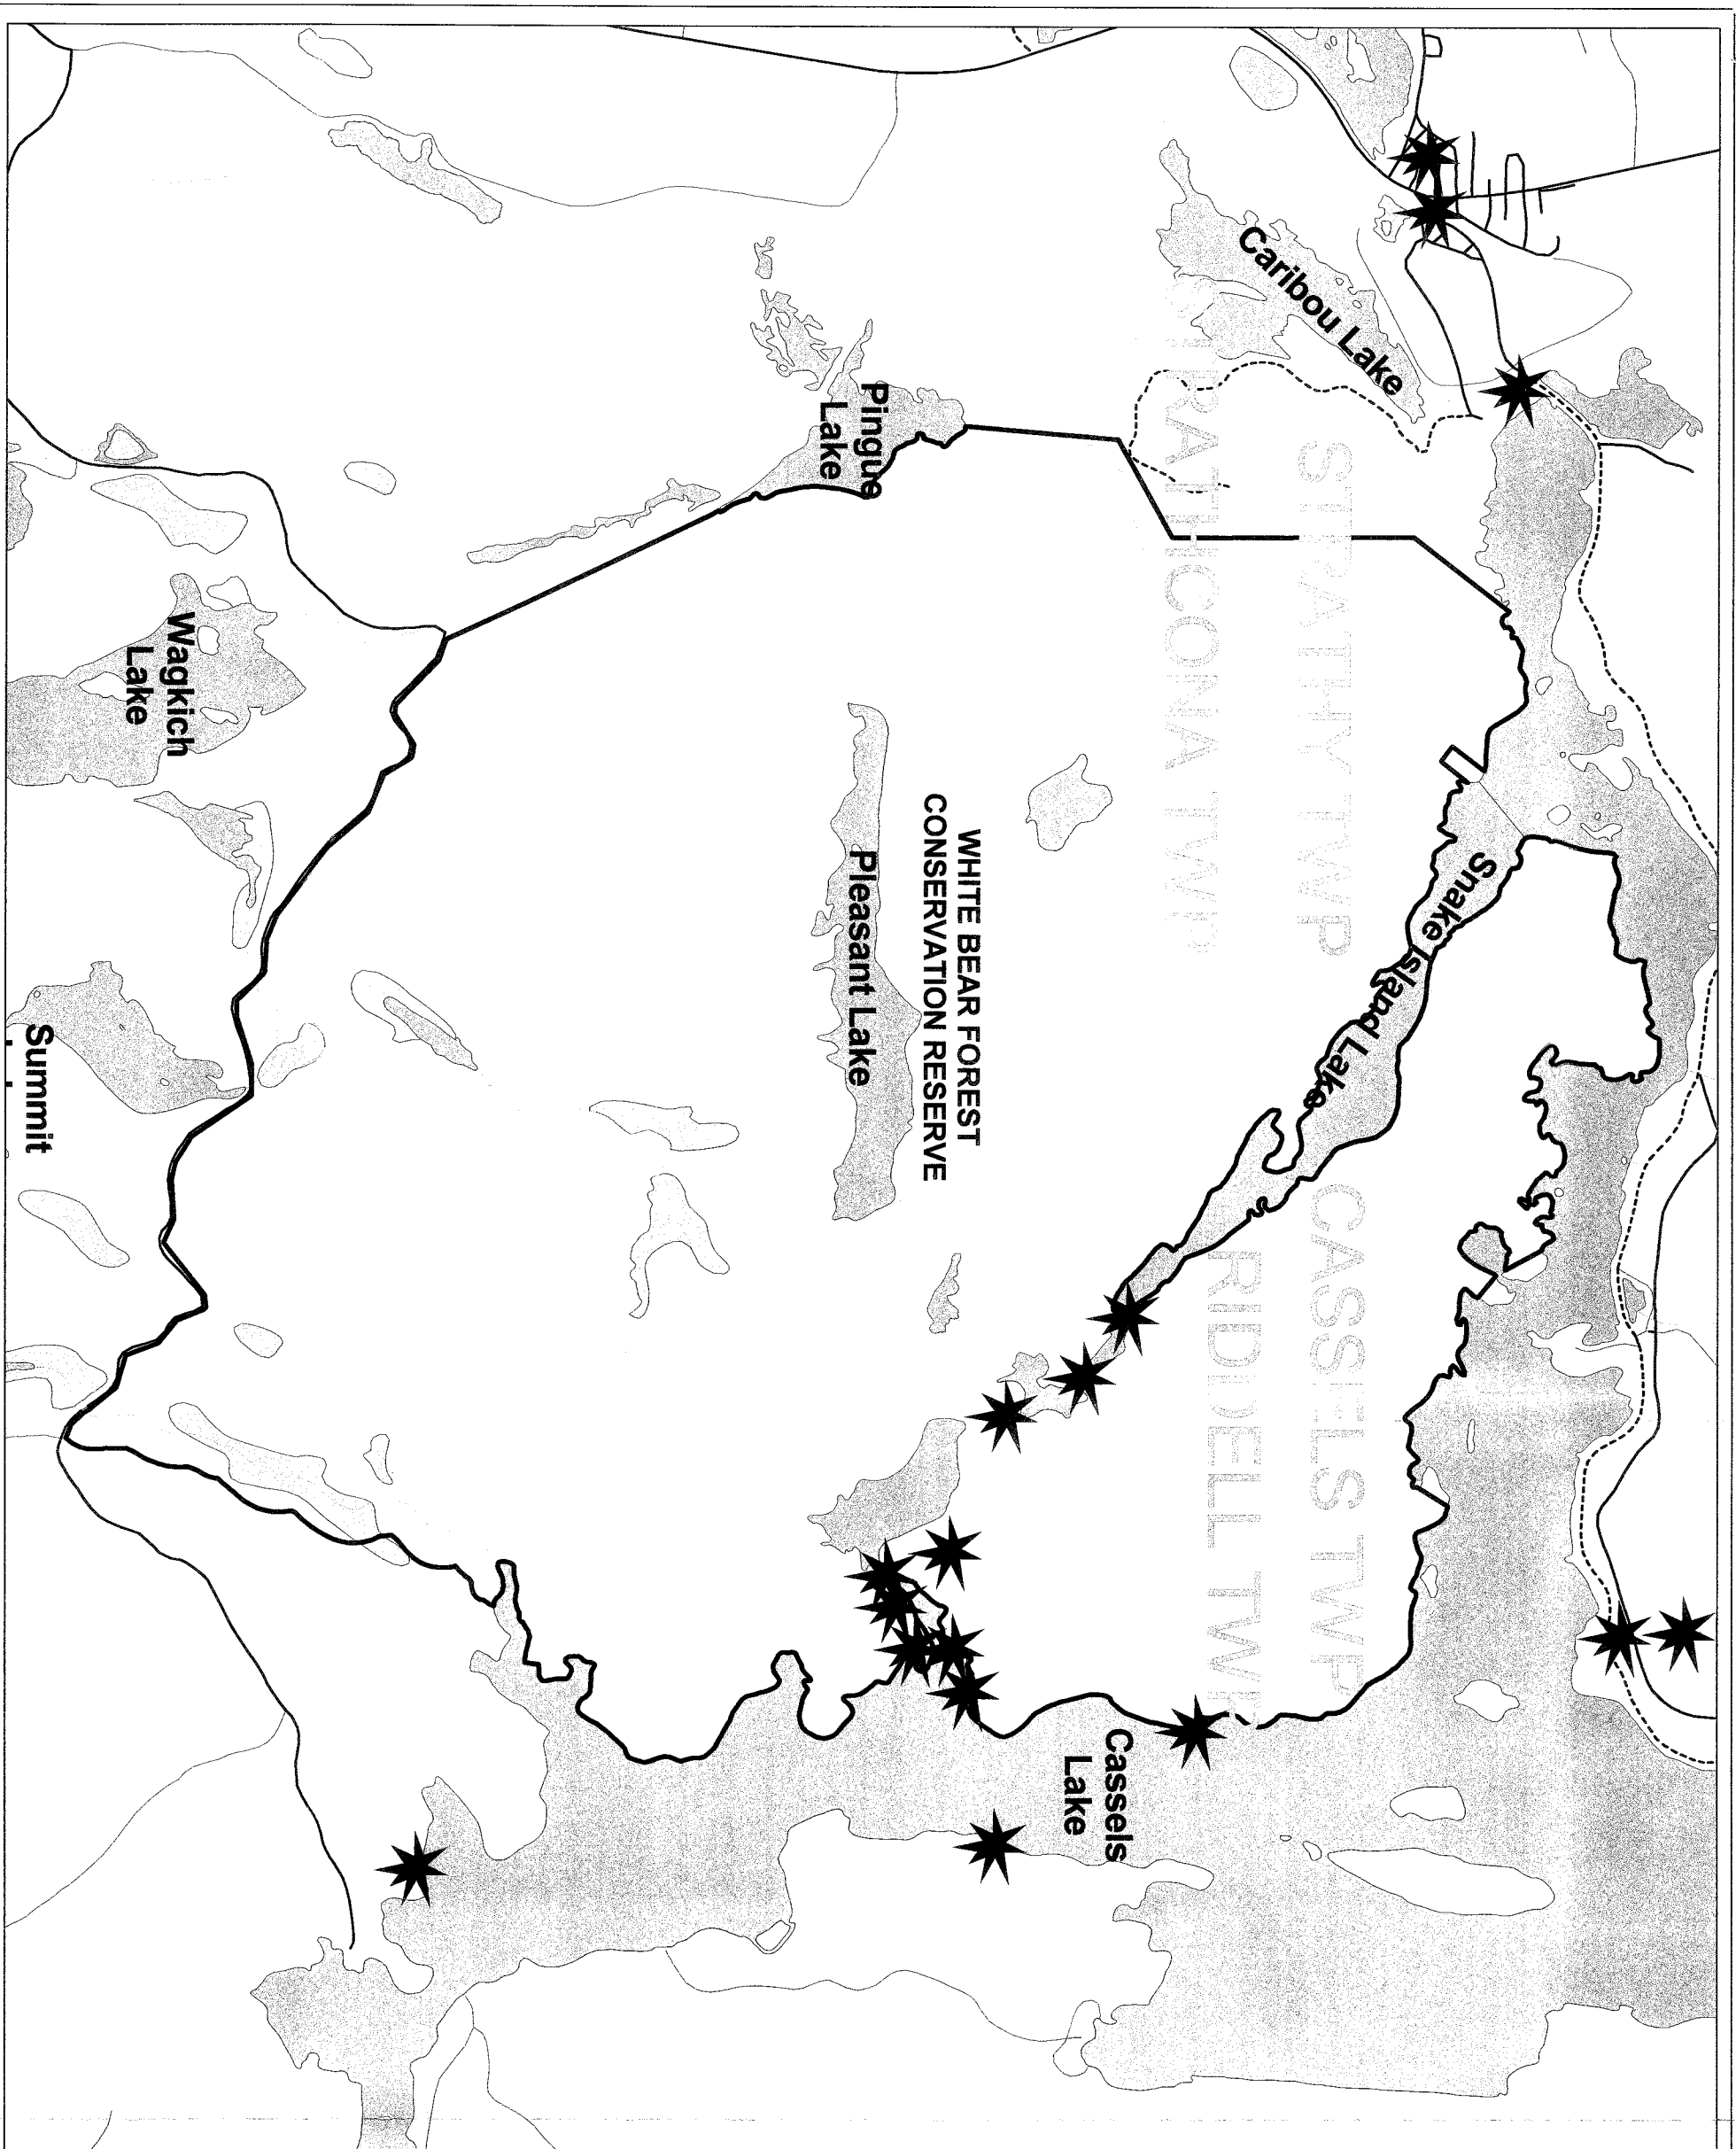 Caribou Lake
STRATHY TWP
CASSELS TWP
STRATHCONA TWP
RIDDELL TWP
Snake Island Lake
Cassels
Lake
WHITE BEAR FOREST
CONSERVATION RESERVE
Pingue
Lake
Pleasant Lake
Wagkich
Lake
Summit